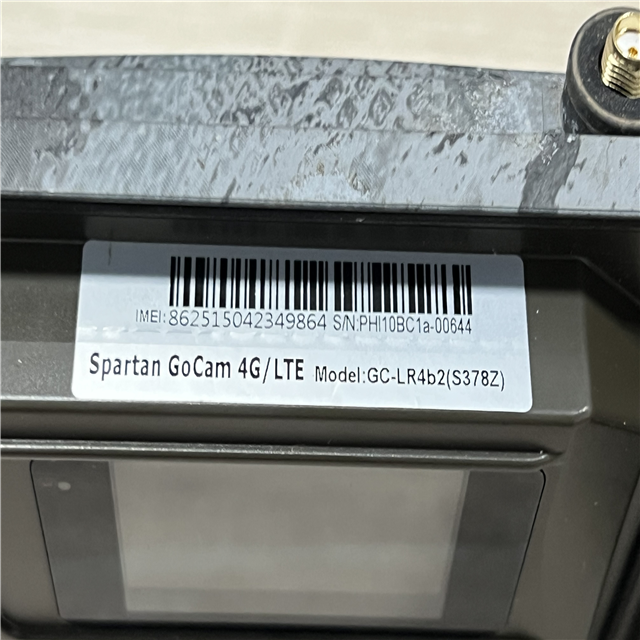 IMEI:862515042349864 S/N:PHI10BC1a-00644
Spartan GoCam 4G/LTE Model:GC-LR4b2(S378Z)